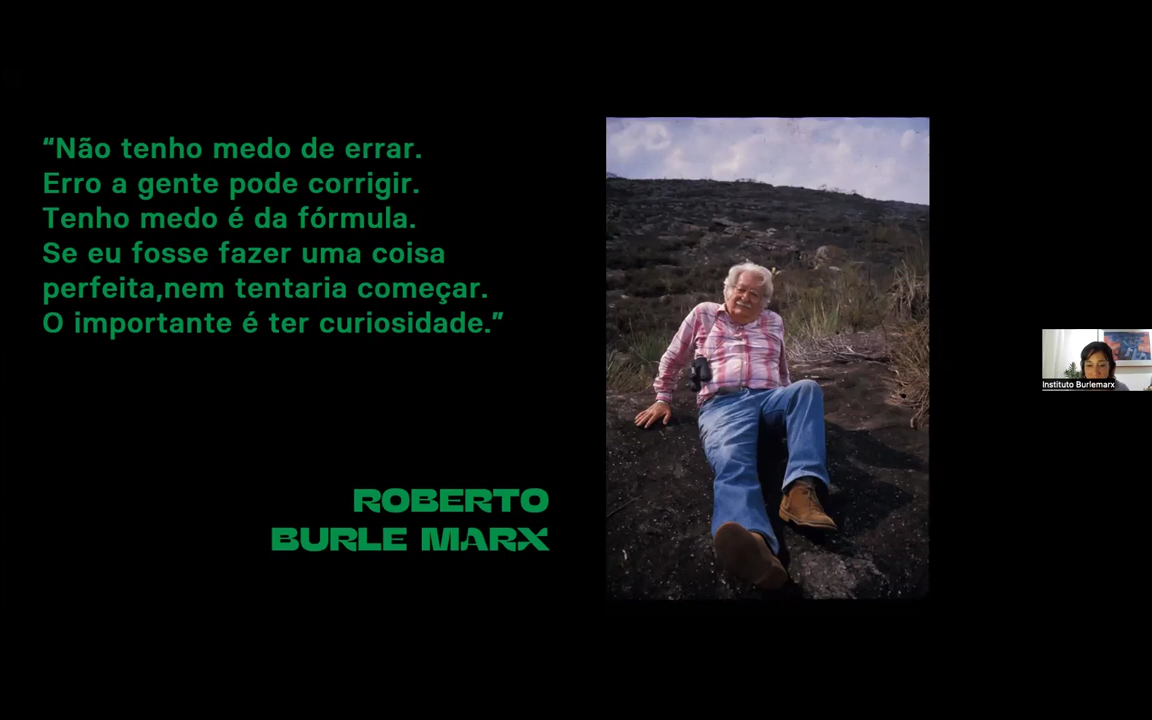 “Não tenho medo de errar.
Erro a gente pode corrigir.
Tenho medo é da fórmula.
Se eu fosse fazer uma coisa
perfeita,nem tentaria começar.
O importante é ter curiosidade.”
ROBERTO
BURLE MARX
Instituto Burlemarx